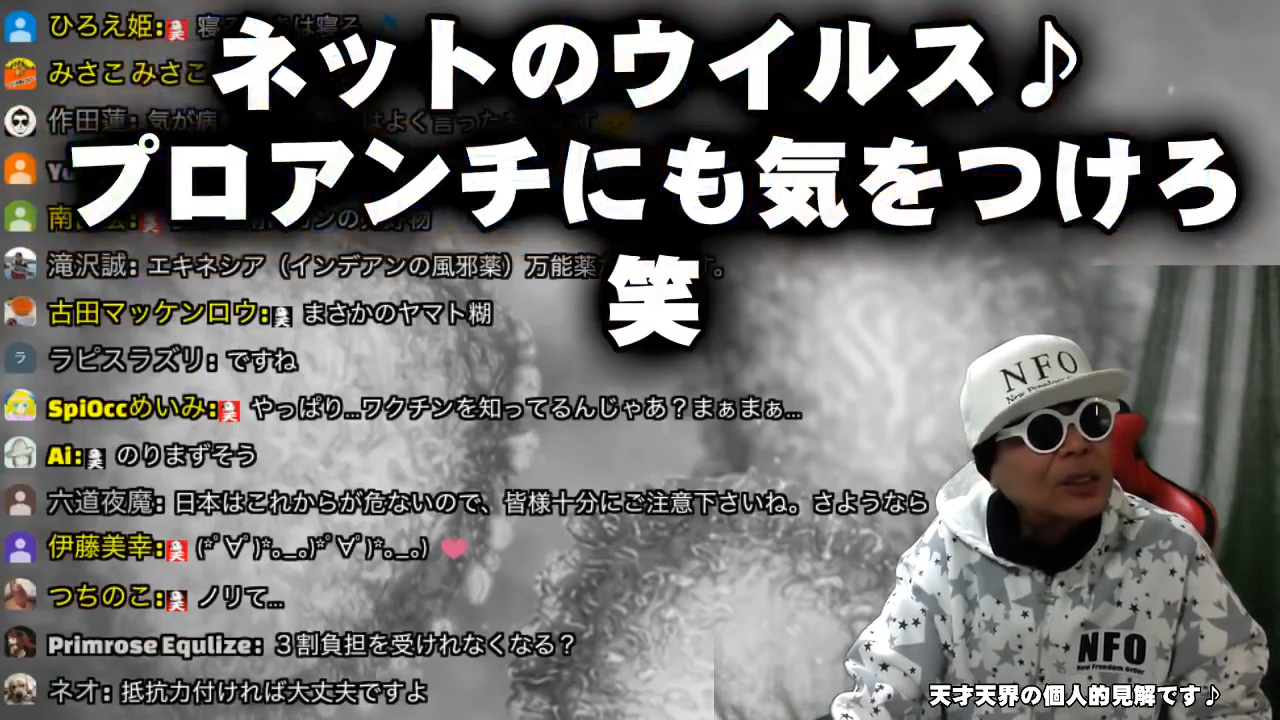 ネットのウイルス♪
プロアンチにも気をつけろ
笑
ひろえ姫:
みさこみさこ
作田蓮: 気が病
はよく言った
滝沢誠: エキネシア（インデアンの風邪薬）万能薬
古田マッケンロウ: まさかのヤマト糊
ラピスラズリ: ですね
SpiOccめいみ: やっぱり...ワクチンを知ってるんじゃあ？まぁまぁ...
Ai: のりまずそう
六道夜魔: 日本はこれからが危ないので、皆様十分にご注意下さいね。さようなら
伊藤美幸: (*ﾟ∀ﾟ)*｡_｡)*ﾟ∀ﾟ)*｡_｡)
つちのこ: ノリて...
Primrose Equlize: ３割負担を受けれなくなる？
ネオ: 抵抗力付ければ大丈夫ですよ
NFO
New Freedom
NFO
New Freedom Order
天才天界の個人的見解です♪